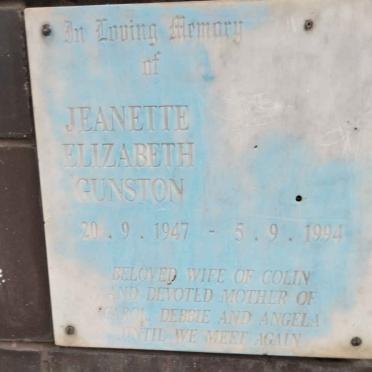 In Loving Memory
of
JEANETTE
ELIZABETH
GUNSTON
20 . 9 . 1947 - 5 . 9 . 1994
BELOVED WIFE OF COLIN
AND DEVOTED MOTHER OF
CAROL DEBBIE AND ANGELA
UNTIL WE MEET AGAIN